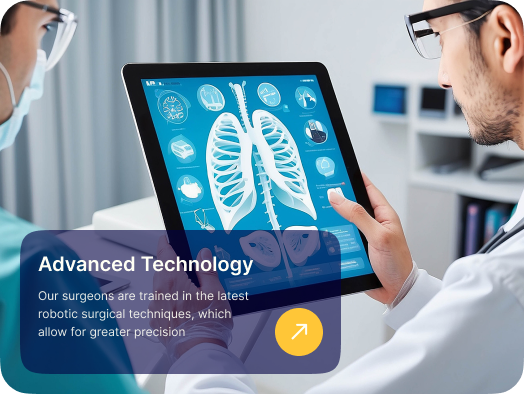 Advanced Technology
Our surgeons are trained in the latest
robotic surgical techniques, which
allow for greater precision